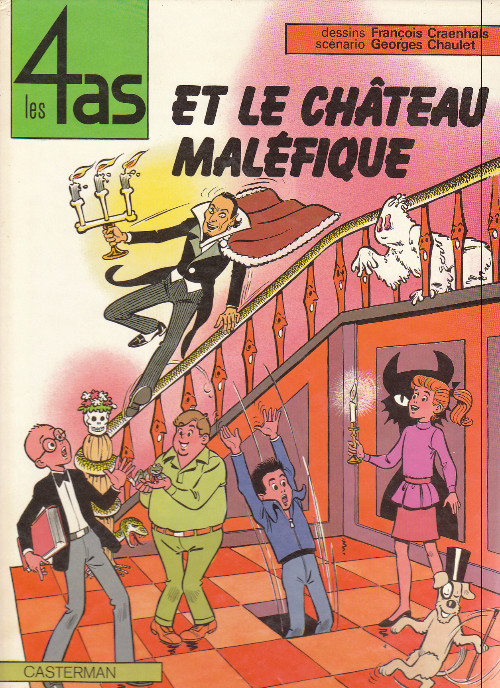 les 4 as
dessins François Craenhals
scénario Georges Chaulet
ET LE CHÂTEAU
MALÉFIQUE
CASTERMAN